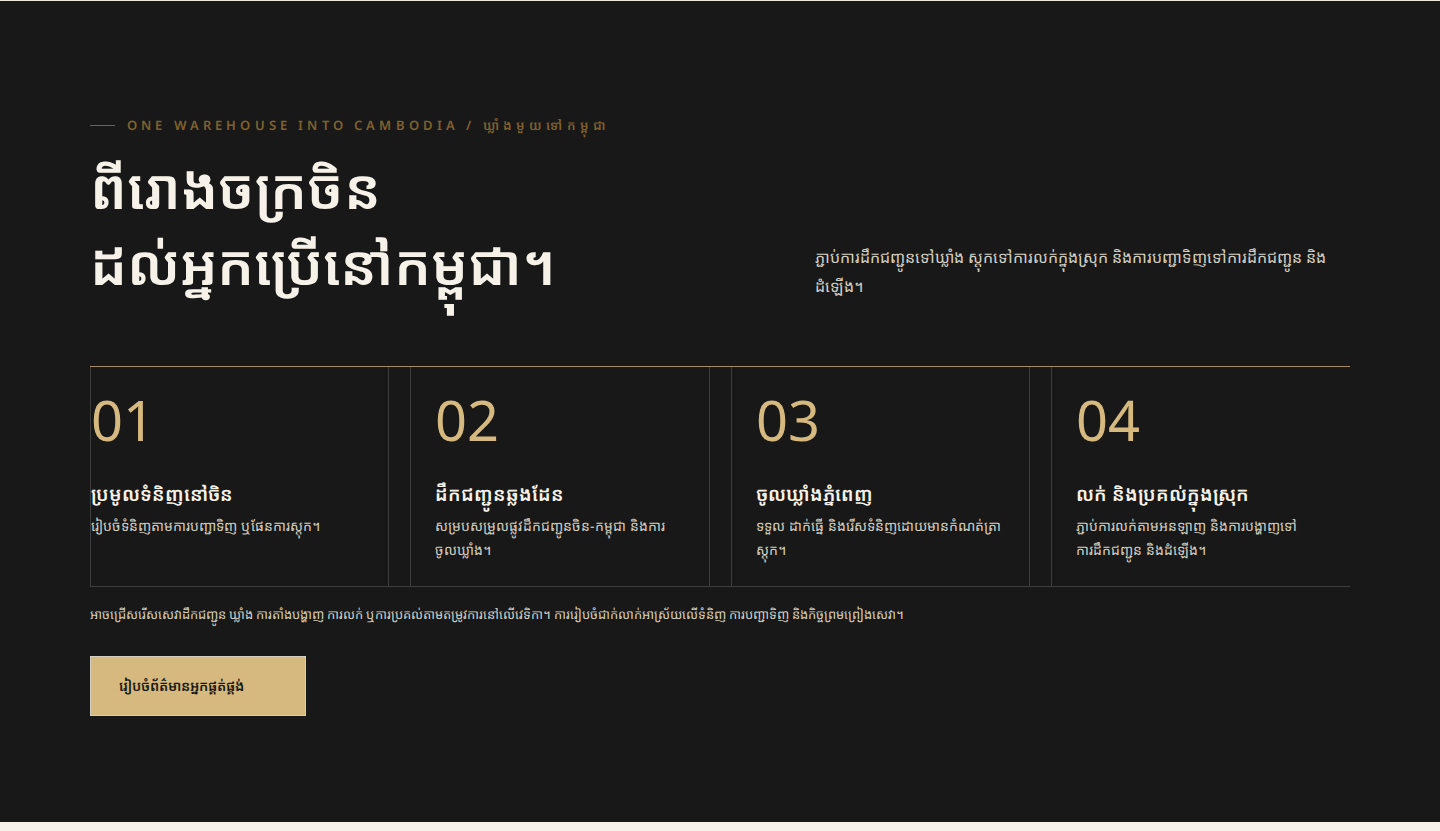 ONE WAREHOUSE INTO CAMBODIA / ឃ្លាំងមួយទៅកម្ពុជា
ពីរោងចក្រចិន
ដល់អ្នកប្រើនៅកម្ពុជា។
ភ្ជាប់ការដឹកជញ្ជូនទៅឃ្លាំង ស្តុកទៅការលក់ក្នុងស្រុក និងការបញ្ជាទិញទៅការដឹកជញ្ជូន និង
ដំឡើង។
01
ប្រមូលទំនិញនៅចិន
រៀបចំទំនិញតាមការបញ្ជាទិញ ឬផែនការស្តុក។
02
ដឹកជញ្ជូនឆ្លងដែន
សម្របសម្រួលផ្លូវដឹកជញ្ជូនចិន-កម្ពុជា និងការ
ចូលឃ្លាំង។
03
ចូលឃ្លាំងភ្នំពេញ
ទទួល ដាក់ធ្នើ និងរើសទំនិញដោយមានកំណត់ត្រា
ស្តុក។
04
លក់ និងប្រគល់ក្នុងស្រុក
ភ្ជាប់ការលក់តាមអនឡាញ និងការបង្ហាញទៅ
ការដឹកជញ្ជូន និងដំឡើង។
អាចជ្រើសរើសសេវាដឹកជញ្ជូន ឃ្លាំង ការតាំងបង្ហាញ ការលក់ ឬការប្រគល់តាមតម្រូវការនៅលើវេទិកា។ ការរៀបចំជាក់លាក់អាស្រ័យលើទំនិញ ការបញ្ជាទិញ និងកិច្ចព្រមព្រៀងសេវា។
រៀបចំព័ត៌មានអ្នកផ្គត់ផ្គង់